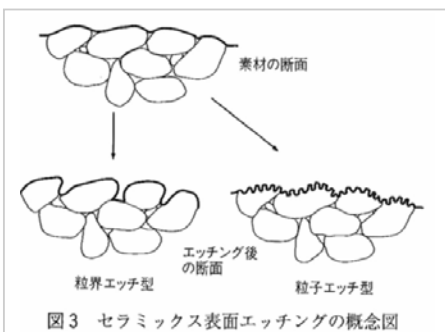 素材の断面
エッチング後
の断面
粒界エッチ型
粒子エッチ型
図3 セラミックス表面エッチングの概念図